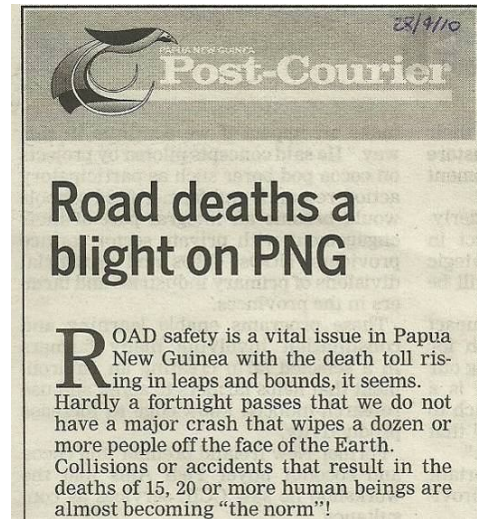 28/9/10
PAPUA NEW GUINEA
Post-Courier
Road deaths a
blight on PNG
ROAD safety is a vital issue in Papua
New Guinea with the death toll ris-
ing in leaps and bounds, it seems.
Hardly a fortnight passes that we do not
have a major crash that wipes a dozen or
more people off the face of the Earth.
Collisions or accidents that result in the
deaths of 15, 20 or more human beings are
almost becoming "the norm"!